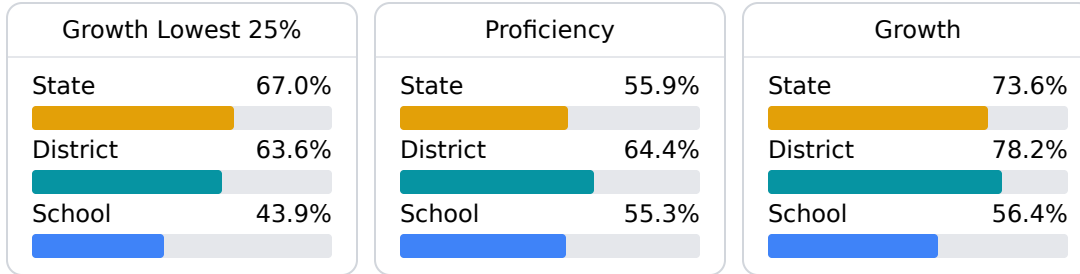 Growth Lowest 25%
State 67.0%
District 63.6%
School 43.9%
Proficiency
State 55.9%
District 64.4%
School 55.3%
Growth
State 73.6%
District 78.2%
School 56.4%